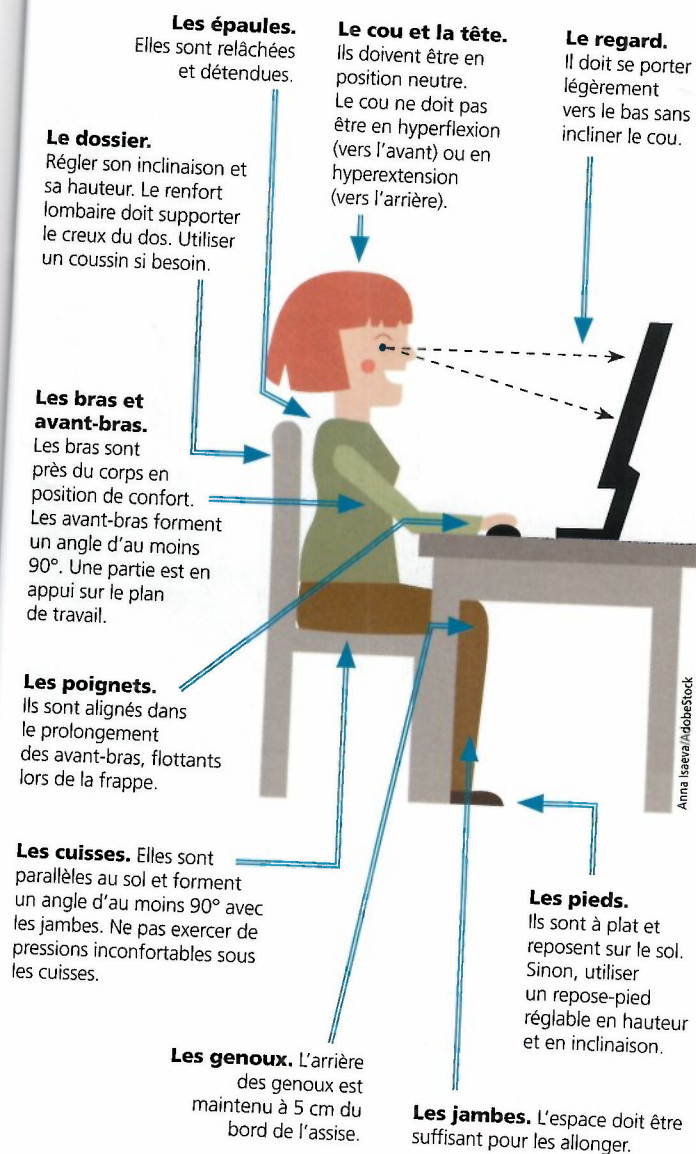 Les épaules.
Elles sont relâchées
et détendues.
Le cou et la tête.
Ils doivent être en
position neutre.
Le cou ne doit pas
être en hyperflexion
(vers l'avant) ou en
hyperextension
(vers l'arrière).
Le regard.
Il doit se porter
légèrement
vers le bas sans
incliner le cou.
Le dossier.
Régler son inclinaison et
sa hauteur. Le renfort
lombaire doit supporter
le creux du dos. Utiliser
un coussin si besoin.
Les bras et
avant-bras.
Les bras sont
près du corps en
position de confort.
Les avant-bras forment
un angle d'au moins
90°. Une partie est en
appui sur le plan
de travail.
Les poignets.
Ils sont alignés dans
le prolongement
des avant-bras, flottants
lors de la frappe.
Les cuisses. Elles sont
parallèles au sol et forment
un angle d'au moins 90° avec
les jambes. Ne pas exercer de
pressions inconfortables sous
les cuisses.
Les genoux. L'arrière
des genoux est
maintenu à 5 cm du
bord de l'assise.
Les jambes. L'espace doit être
suffisant pour les allonger.
Les pieds.
Ils sont à plat et
reposent sur le sol.
Sinon, utiliser
un repose-pied
réglable en hauteur
et en inclinaison.
Anna Isaeva/AdobeStock